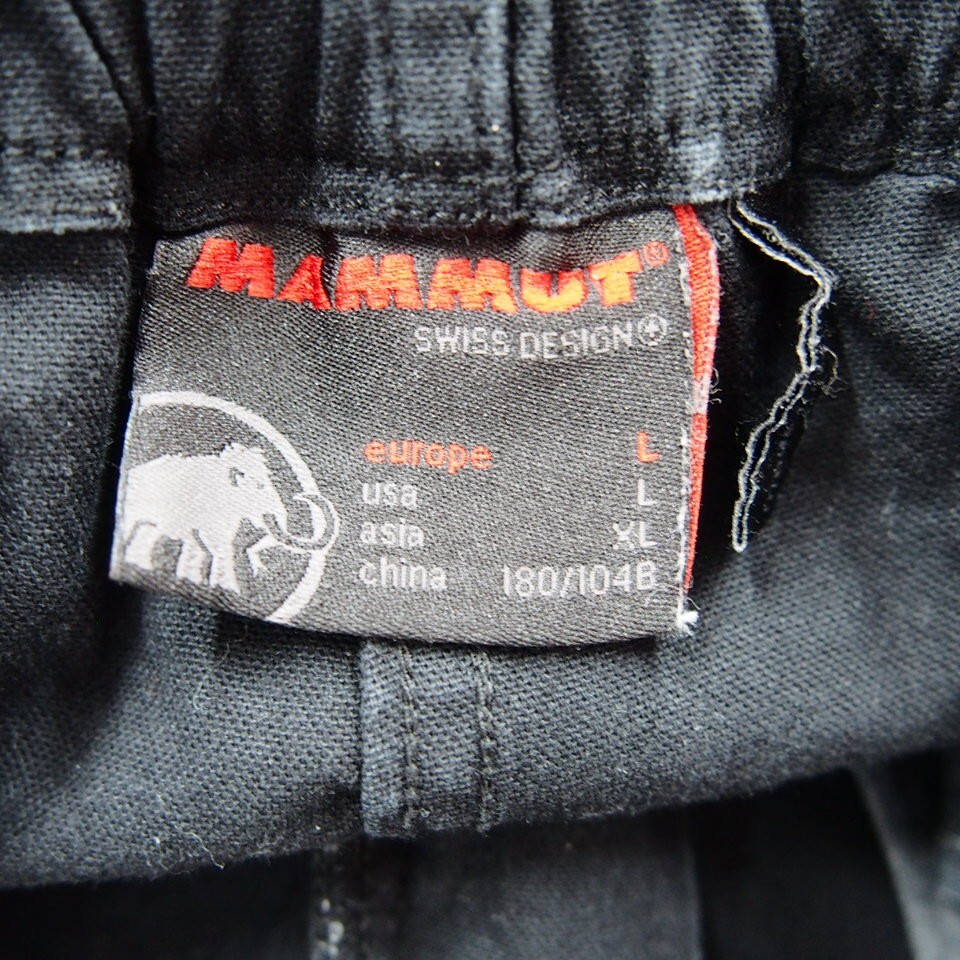 MAMMUT®
SWISS DESIGN
europe L
usa L
asia XL
china 180/104B